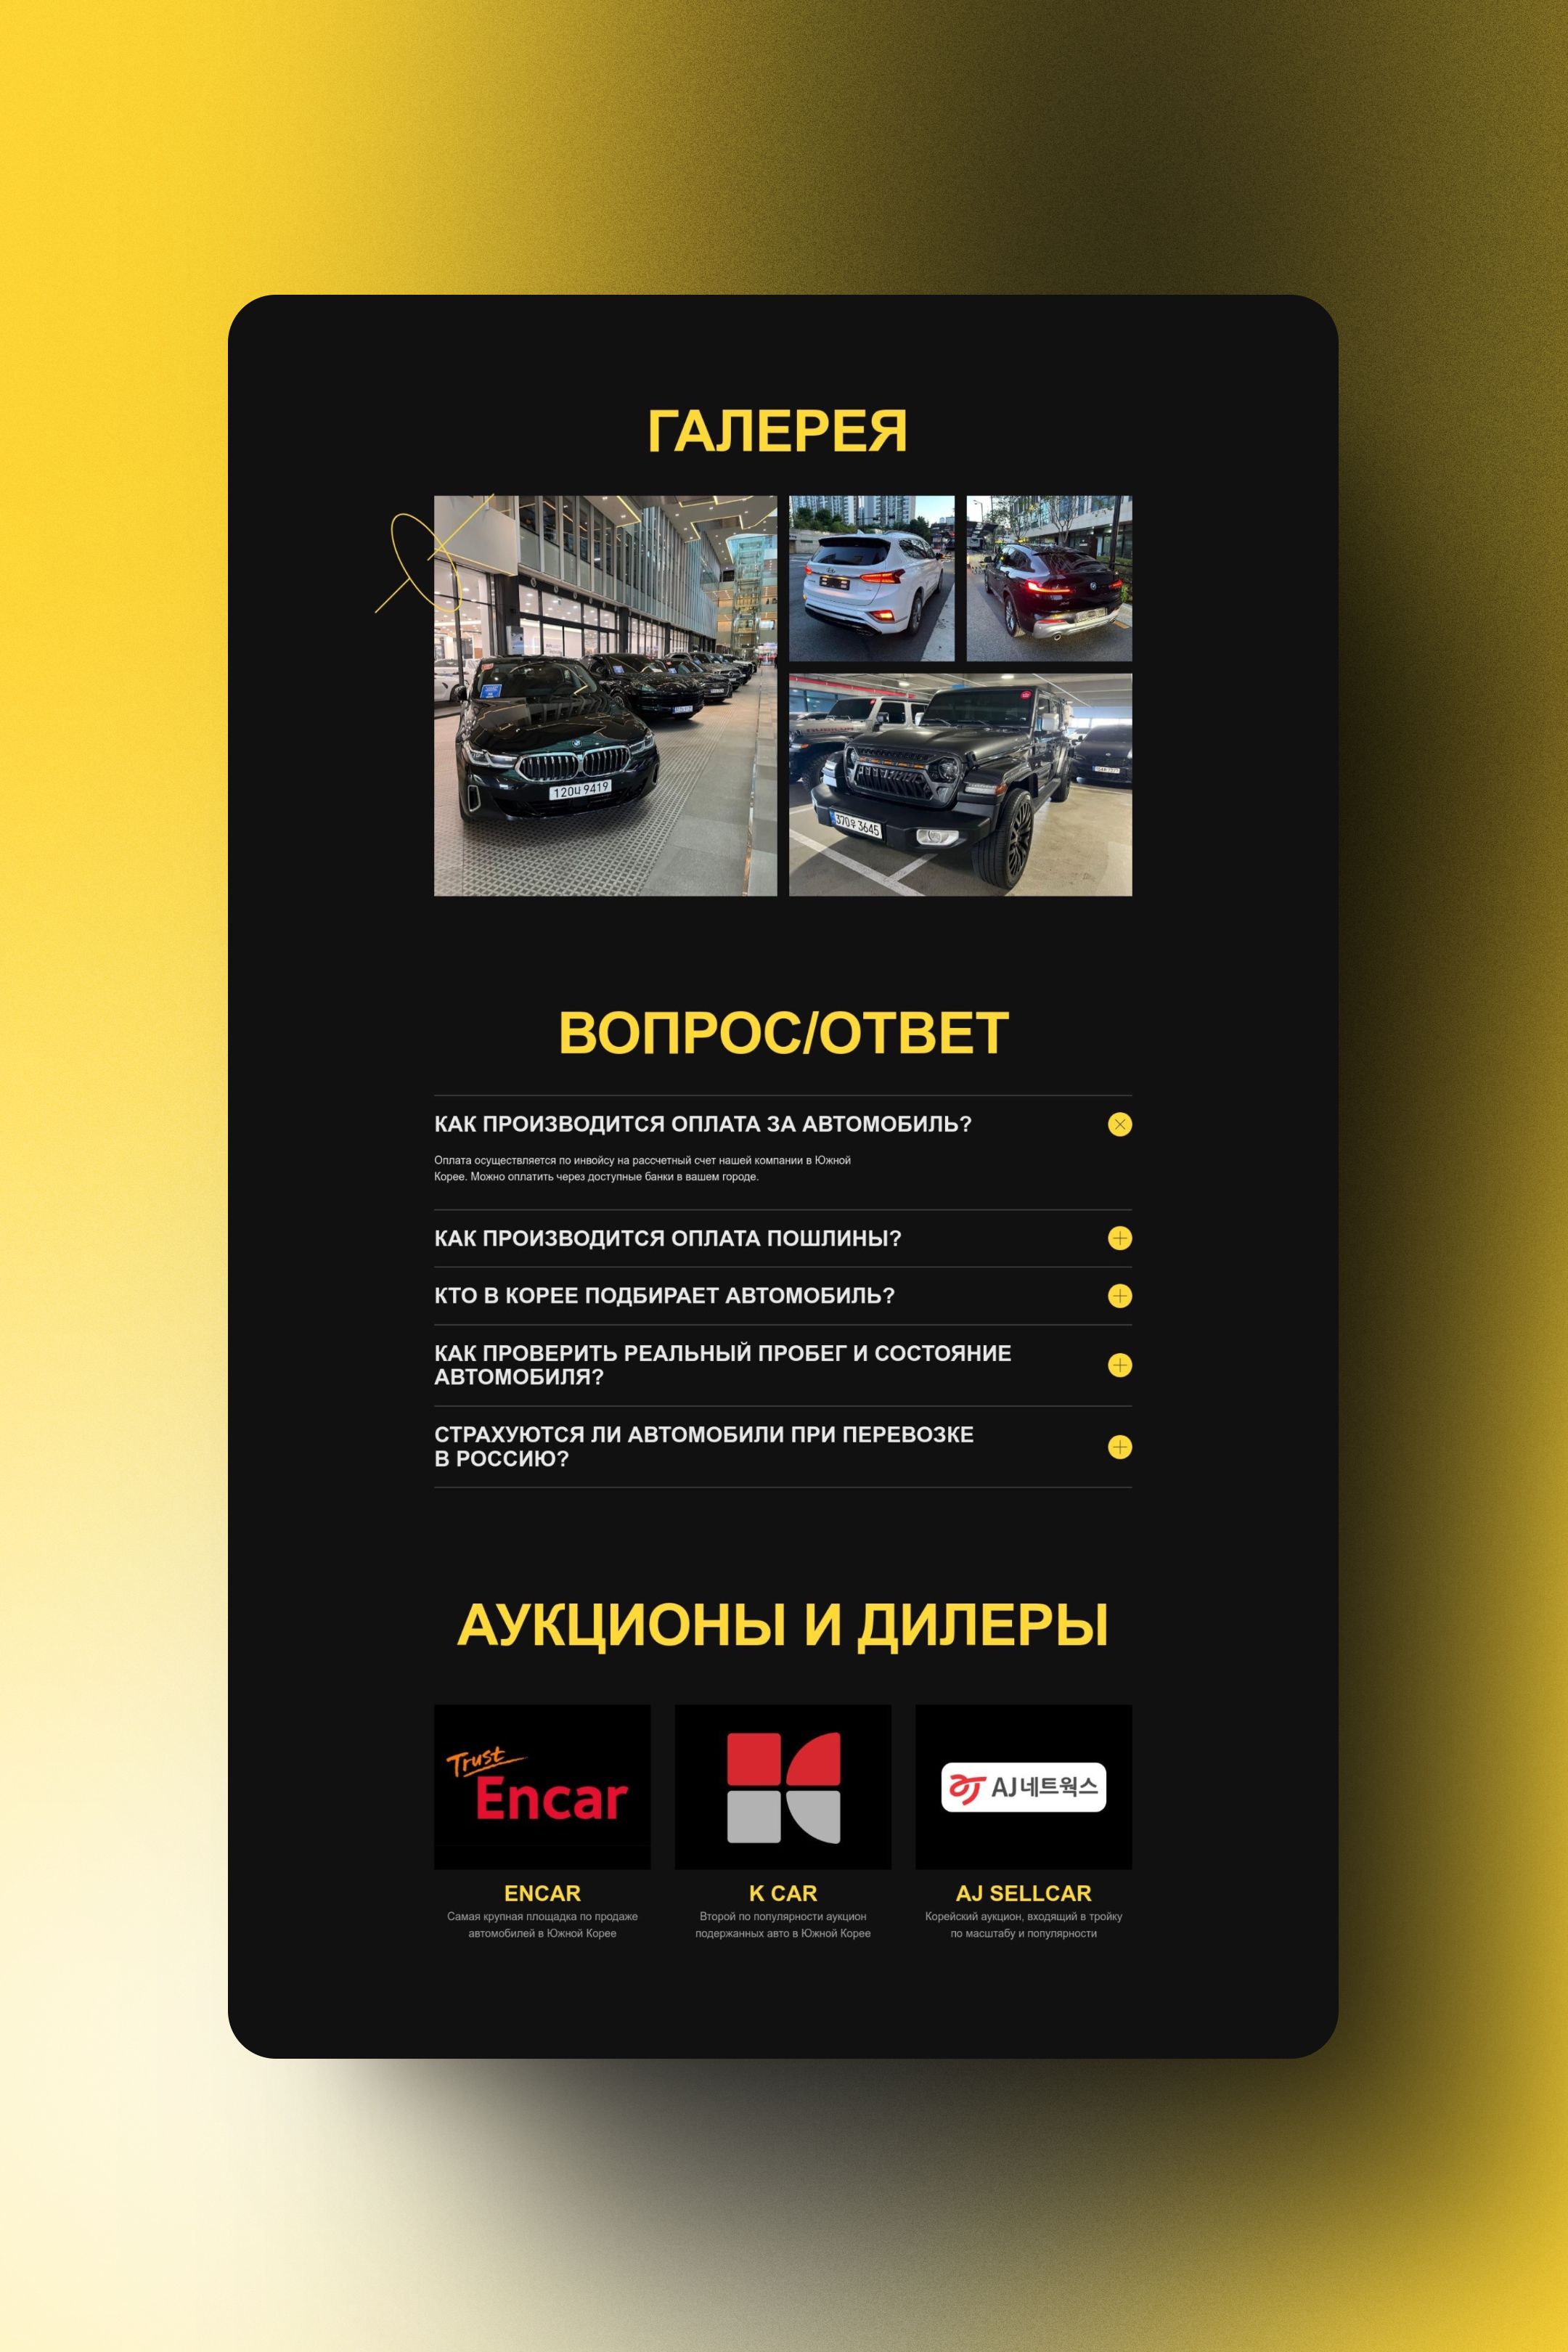 ГАЛЕРЕЯ
120너 9419
370우 3645
ВОПРОС/ОТВЕТ
КАК ПРОИЗВОДИТСЯ ОПЛАТА ЗА АВТОМОБИЛЬ?
Оплата осуществляется по инвойсу на рассчетный счет нашей компании в Южной
Корее. Можно оплатить через доступные банки в вашем городе.
КАК ПРОИЗВОДИТСЯ ОПЛАТА ПОШЛИНЫ?
КТО В КОРЕЕ ПОДБИРАЕТ АВТОМОБИЛЬ?
КАК ПРОВЕРИТЬ РЕАЛЬНЫЙ ПРОБЕГ И СОСТОЯНИЕ
АВТОМОБИЛЯ?
СТРАХУЮТСЯ ЛИ АВТОМОБИЛИ ПРИ ПЕРЕВОЗКЕ
В РОССИЮ?
АУКЦИОНЫ И ДИЛЕРЫ
Trust
Encar
AJ네트웍스
ENCAR
Самая крупная площадка по продаже
автомобилей в Южной Корее
K CAR
Второй по популярности аукцион
подержанных авто в Южной Корее
AJ SELLCAR
Корейский аукцион, входящий в тройку
по масштабу и популярности